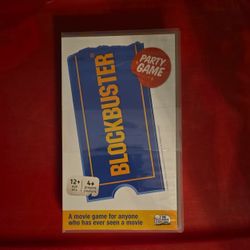 PARTY
GAME
BLOCKBUSTER®
12+
4+
A movie game for anyone
who has ever seen a movie